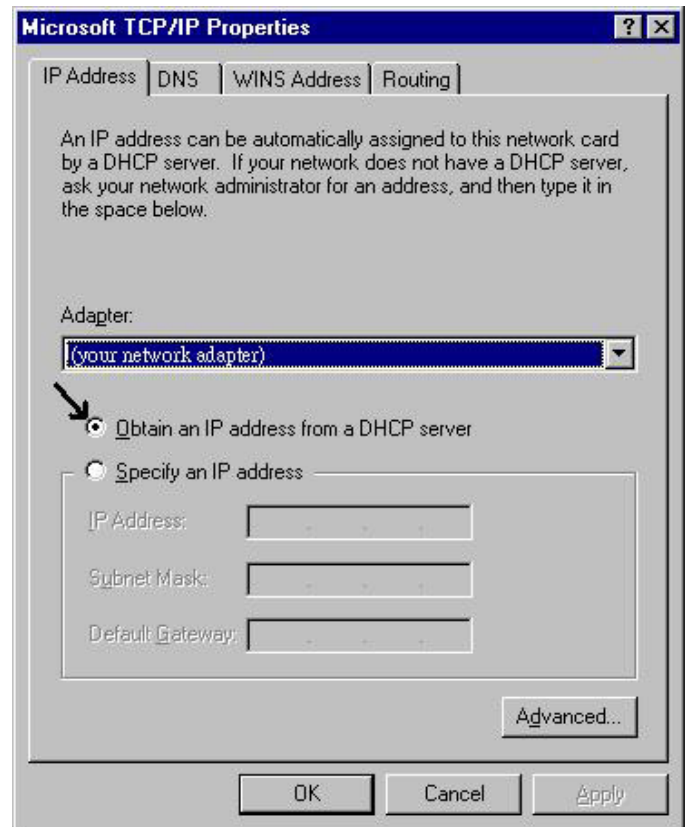 Microsoft TCP/IP Properties
IP Address DNS WINS Address Routing
An IP address can be automatically assigned to this network card
by a DHCP server. If your network does not have a DHCP server,
ask your network administrator for an address, and then type it in
the space below.
Adapter:
(your network adapter)
Obtain an IP address from a DHCP server
Specify an IP address
IP Address:
Subnet Mask:
Default Gateway:
Advanced...
OK Cancel Apply